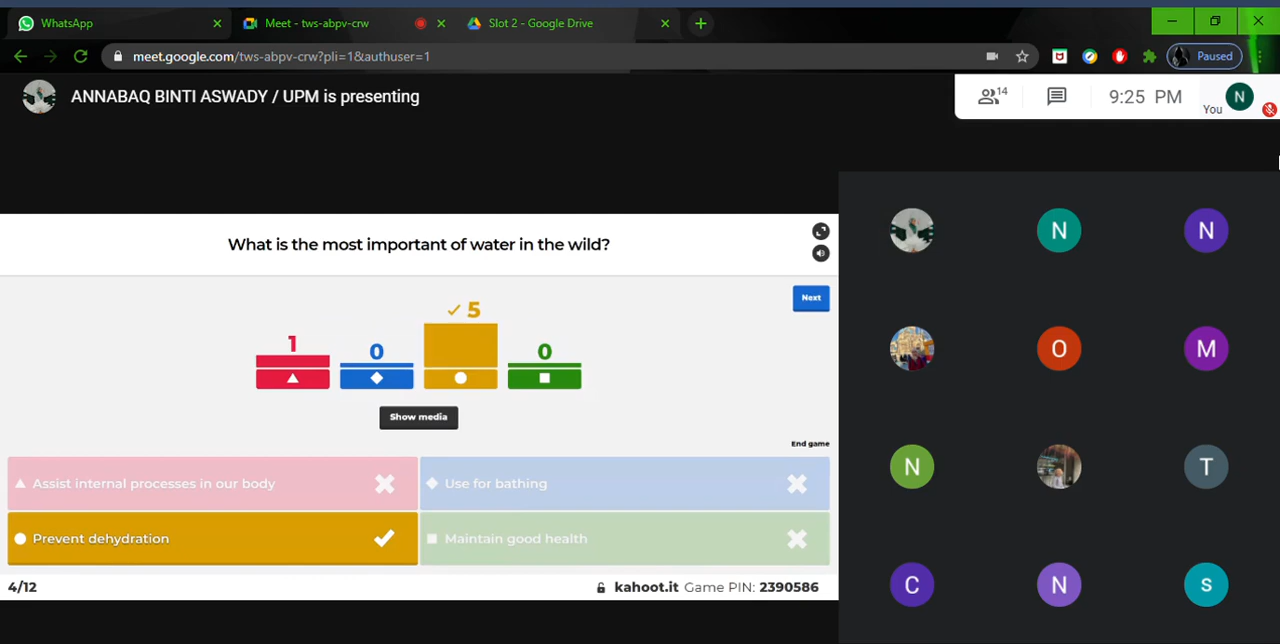 WhatsApp
Meet - tws-abpv-crw
Slot 2 - Google Drive
meet.google.com/tws-abpv-crw?pli=1&authuser=1
Paused
ANNABAQ BINTI ASWADY / UPM is presenting
14
9:25 PM
You
N
What is the most important of water in the wild?
Next
1
0
5
0
Show media
End game
Assist internal processes in our body
Use for bathing
Prevent dehydration
Maintain good health
4/12
kahoot.it Game PIN: 2390586
N
N
O
M
N
T
C
N
S